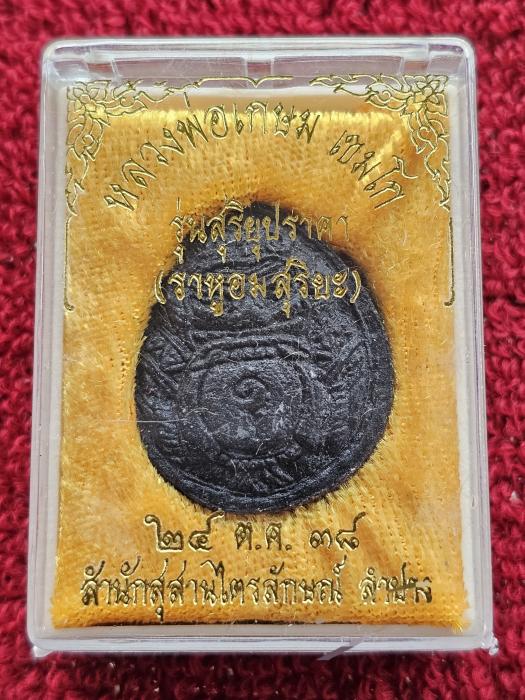 หลวงพ่อเกษม เขมโก
รุ่นสุริยุปราคา
(ราหูอมสุริยะ)
๒๔ ต.ค. ๓๘
สำนักสุสานไตรลักษณ์ ลำปาง